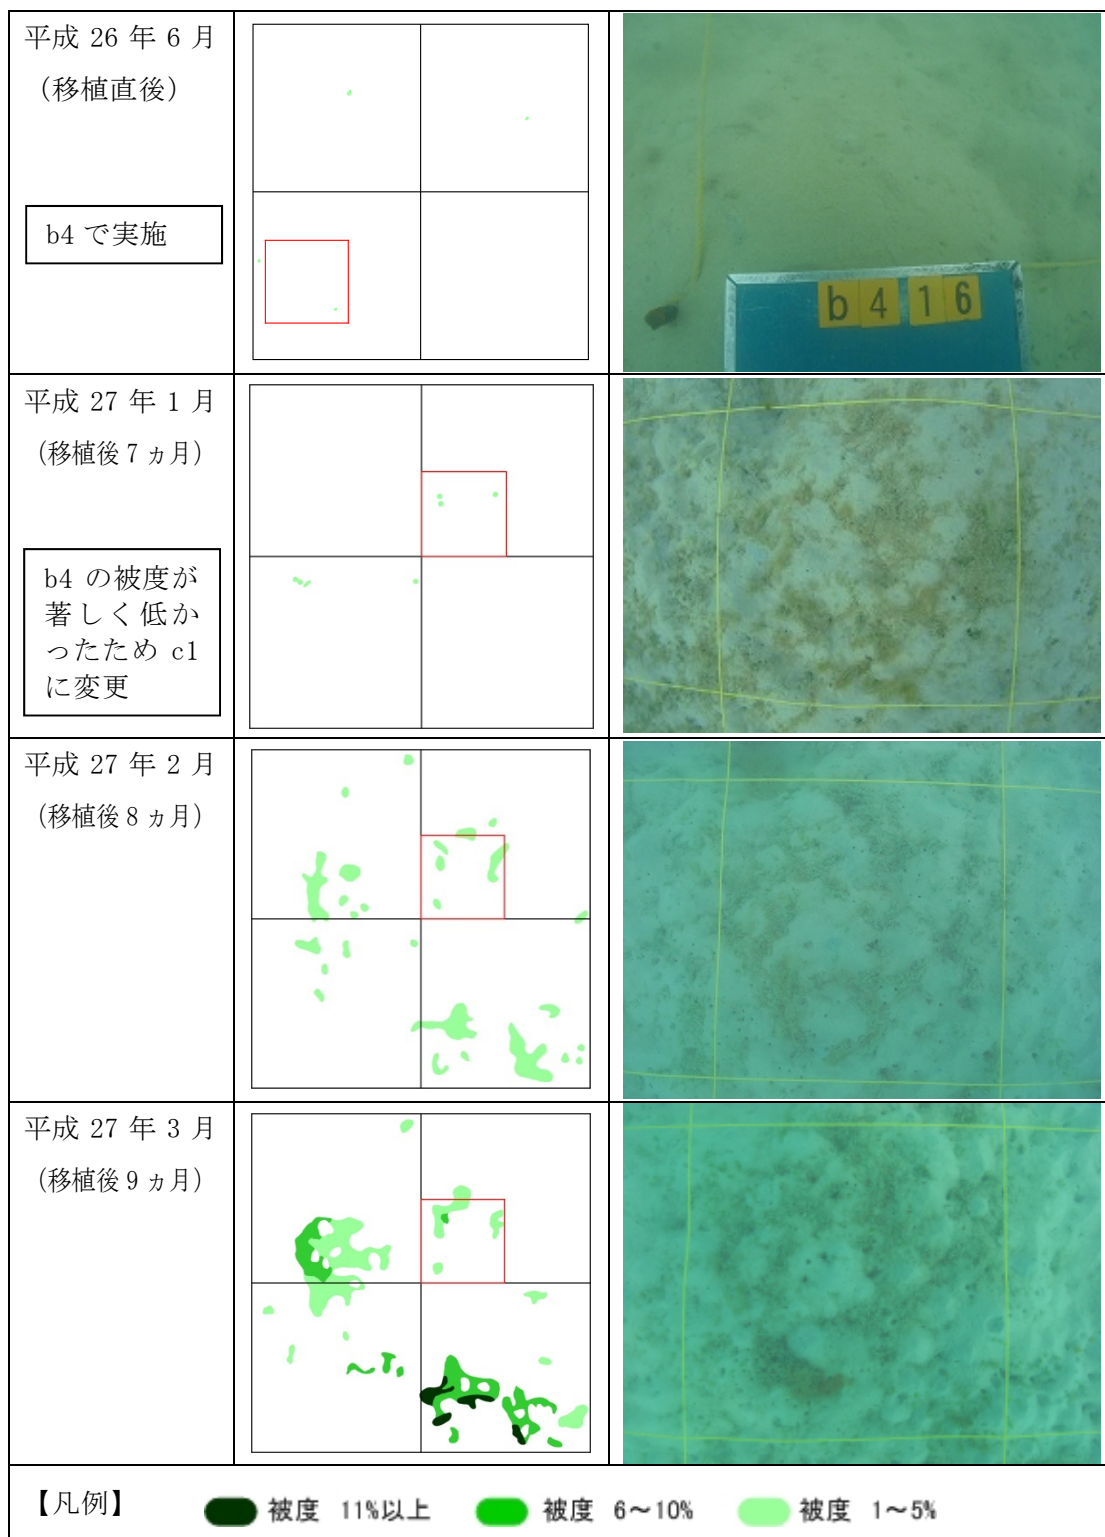 平成 26 年 6 月
（移植直後）
b4 で実施
b 4 1 6
平成 27 年 1 月
（移植後 7 ヵ月）
b4 の被度が
著しく低か
ったため c1
に変更
平成 27 年 2 月
（移植後 8 ヵ月）
平成 27 年 3 月
（移植後 9 ヵ月）
【凡例】 被度 11%以上 被度 6～10% 被度 1～5%